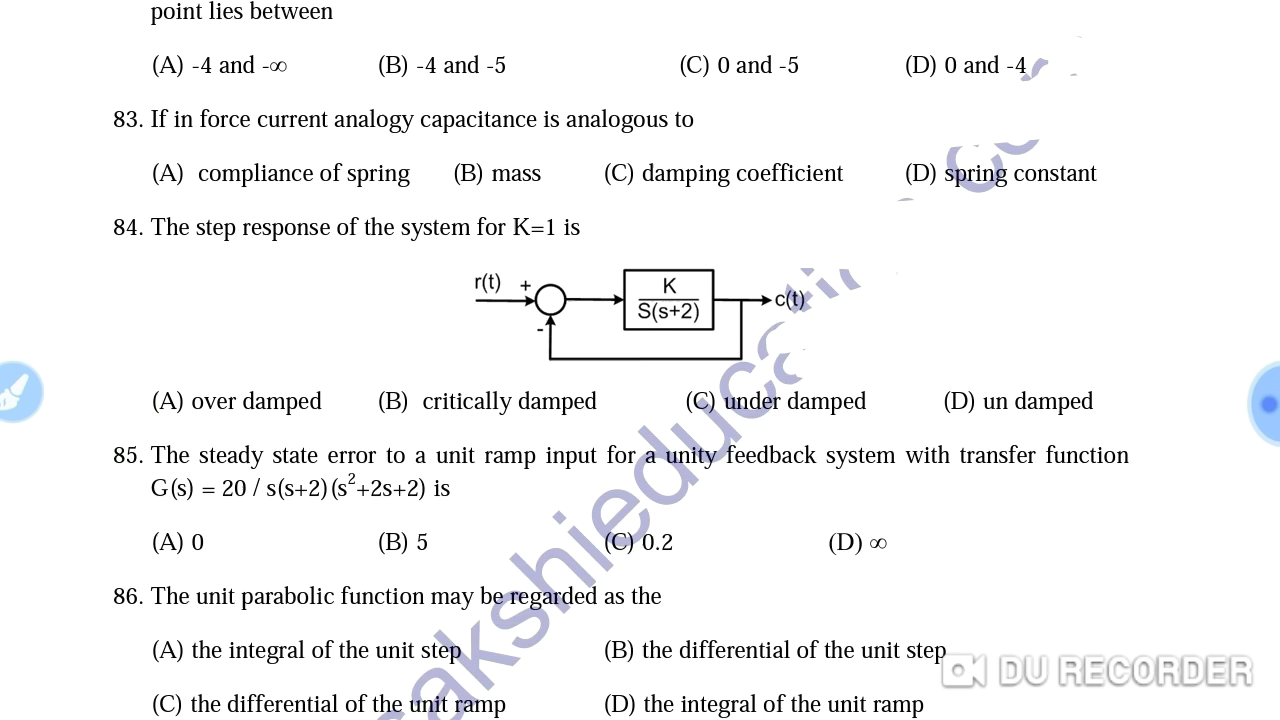 point lies between
(A) -4 and -∞ (B) -4 and -5 (C) 0 and -5 (D) 0 and -4
83. If in force current analogy capacitance is analogous to
(A) compliance of spring (B) mass (C) damping coefficient (D) spring constant
84. The step response of the system for K=1 is
r(t) + K
S(s+2) c(t)
-
(A) over damped (B) critically damped (C) under damped (D) un damped
85. The steady state error to a unit ramp input for a unity feedback system with transfer function
G(s) = 20 / s(s+2)(s²+2s+2) is
(A) 0 (B) 5 (C) 0.2 (D) ∞
86. The unit parabolic function may be regarded as the
(A) the integral of the unit step (B) the differential of the unit step
(C) the differential of the unit ramp (D) the integral of the unit ramp
DU RECORDER